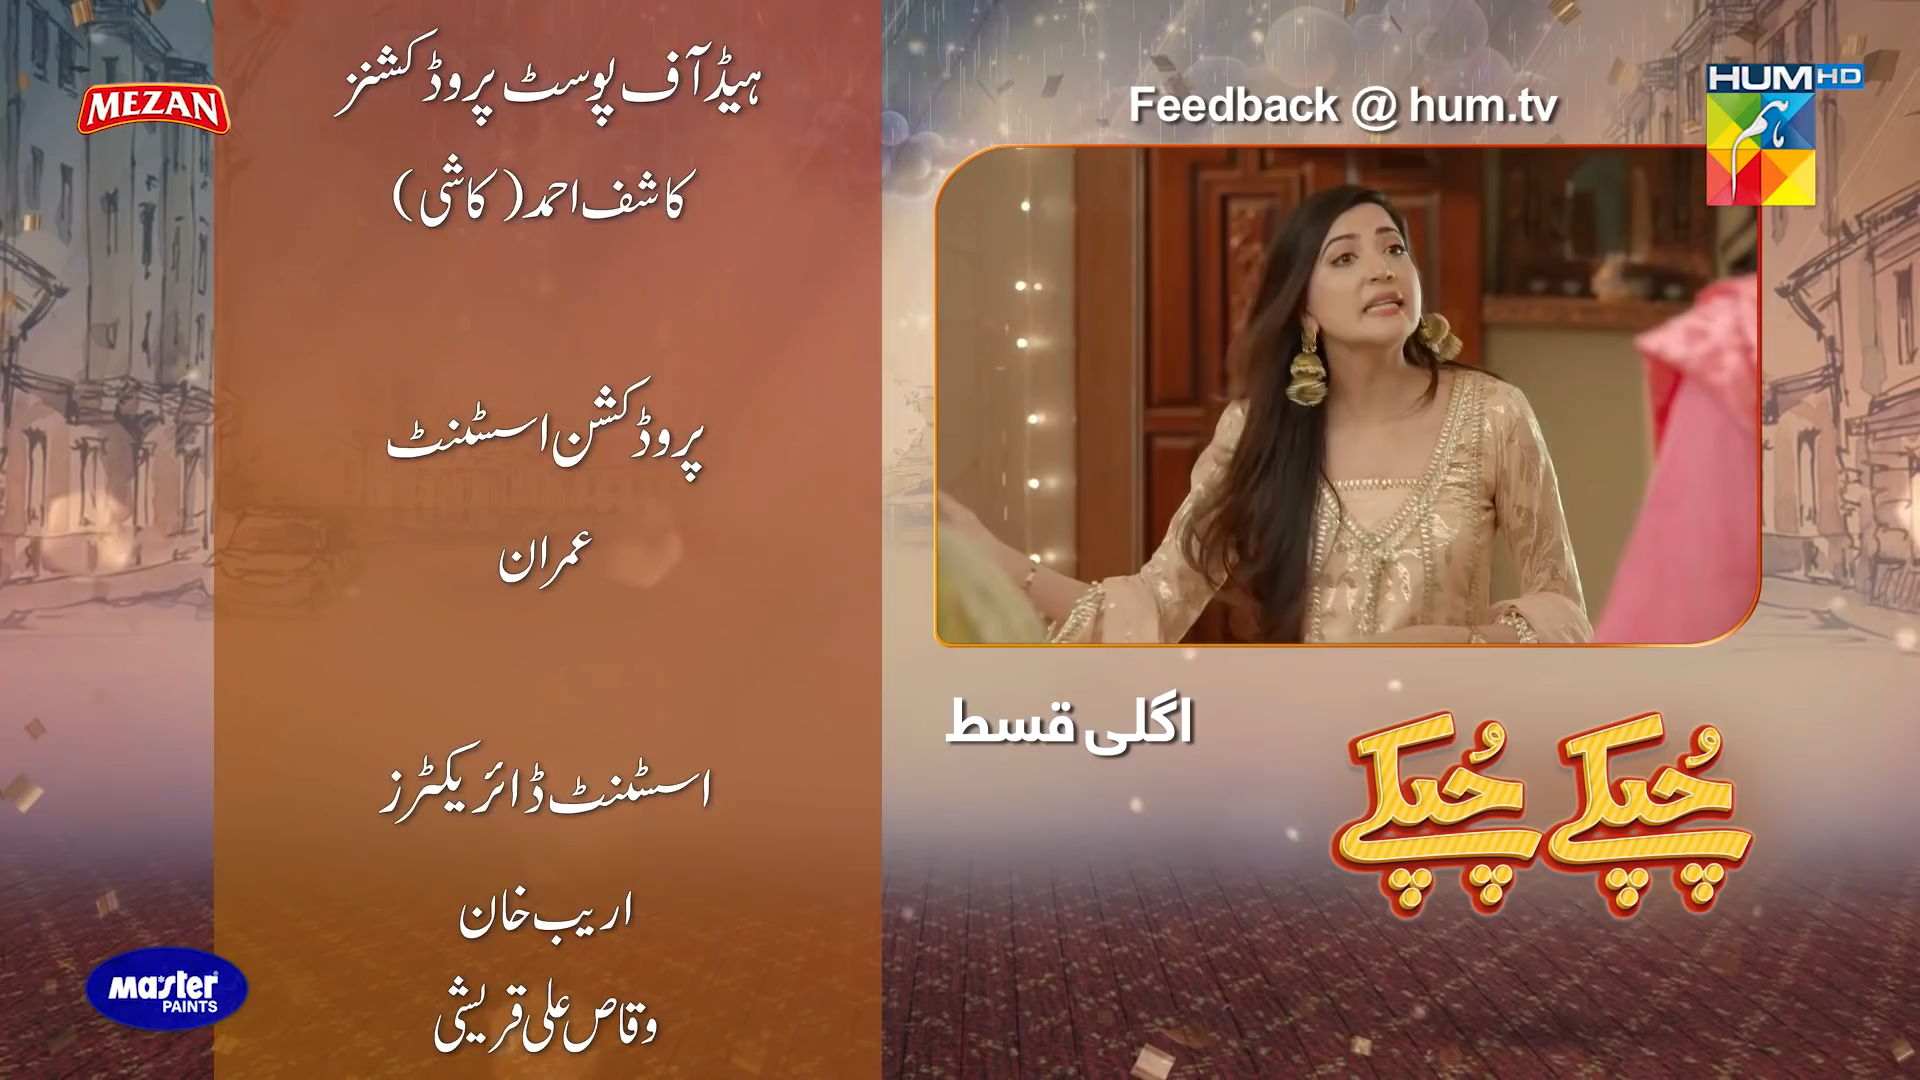 MEZAN
ہیڈ آف پوسٹ پروڈکشنز
کاشف احمد (کاشی)
پروڈکشن اسسٹنٹ
عمران
اسسٹنٹ ڈائریکٹرز
اریب خان
وقاص علی قریشی
Master
PAINTS
Feedback @ hum.tv
HUM HD
ہم
اگلی قسط
چُپکے چُپکے